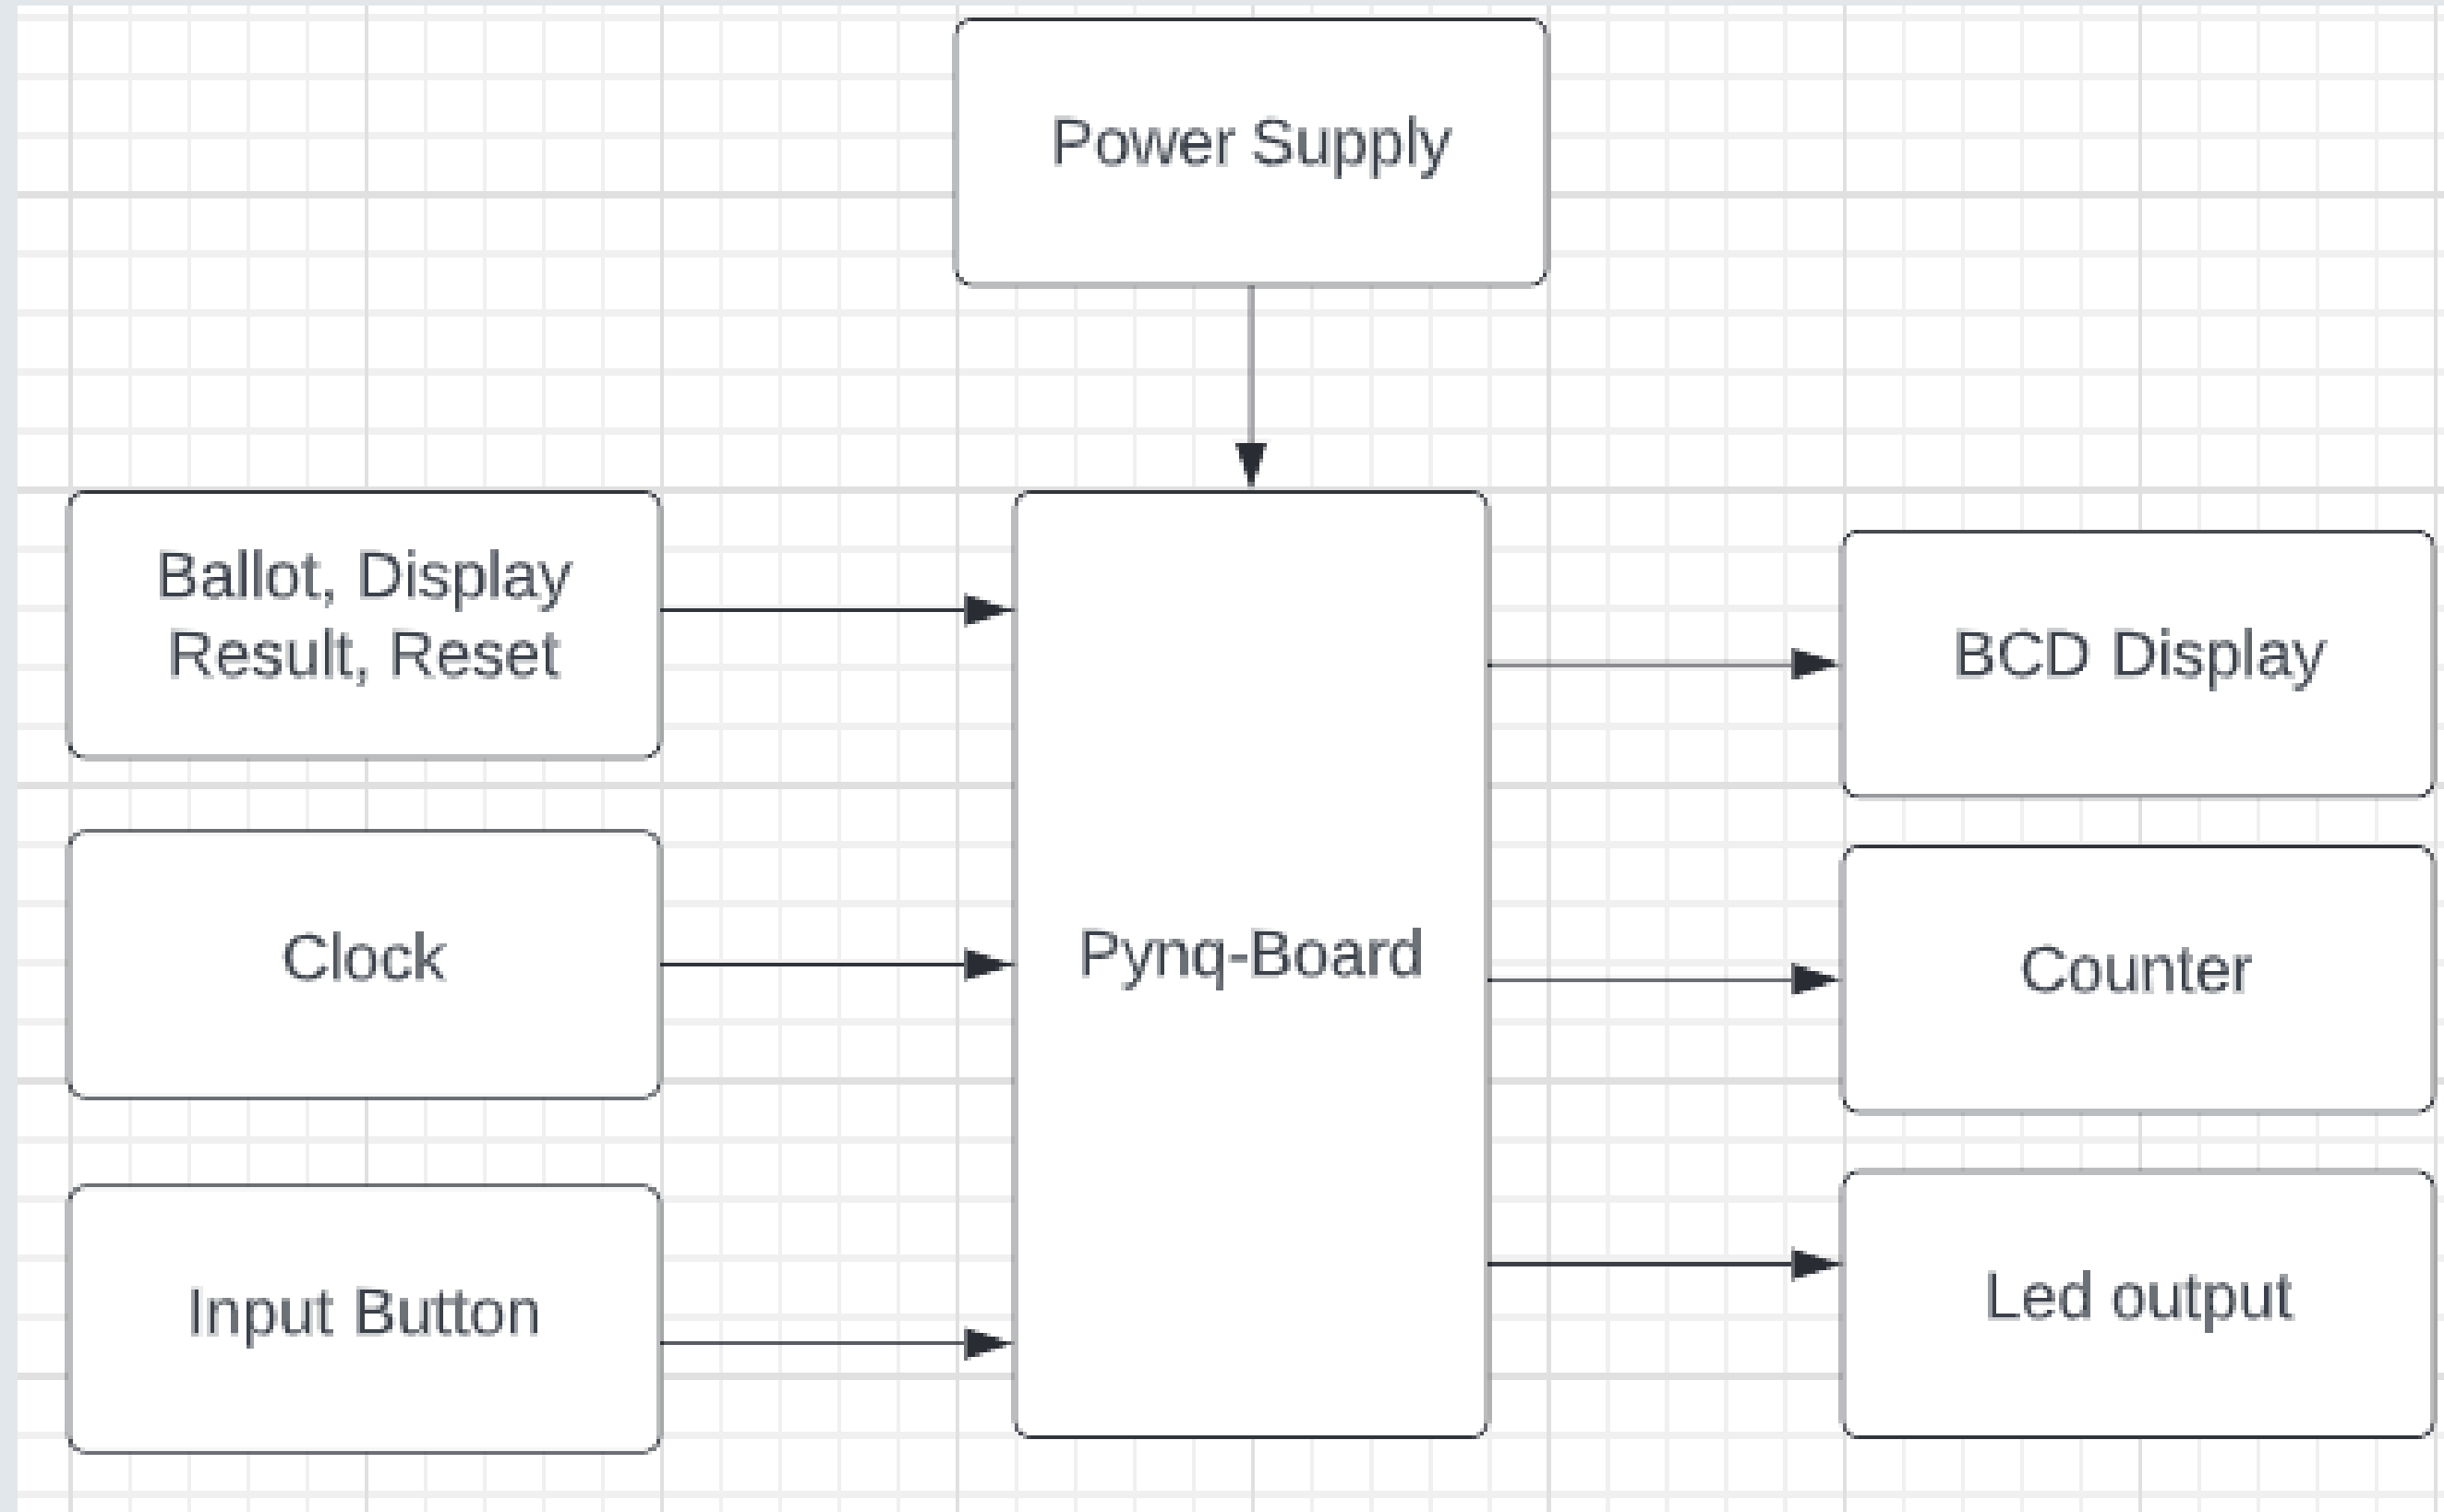 Power Supply
Ballot, Display
Result, Reset
BCD Display
Clock
Pynq-Board
Counter
Input Button
Led output